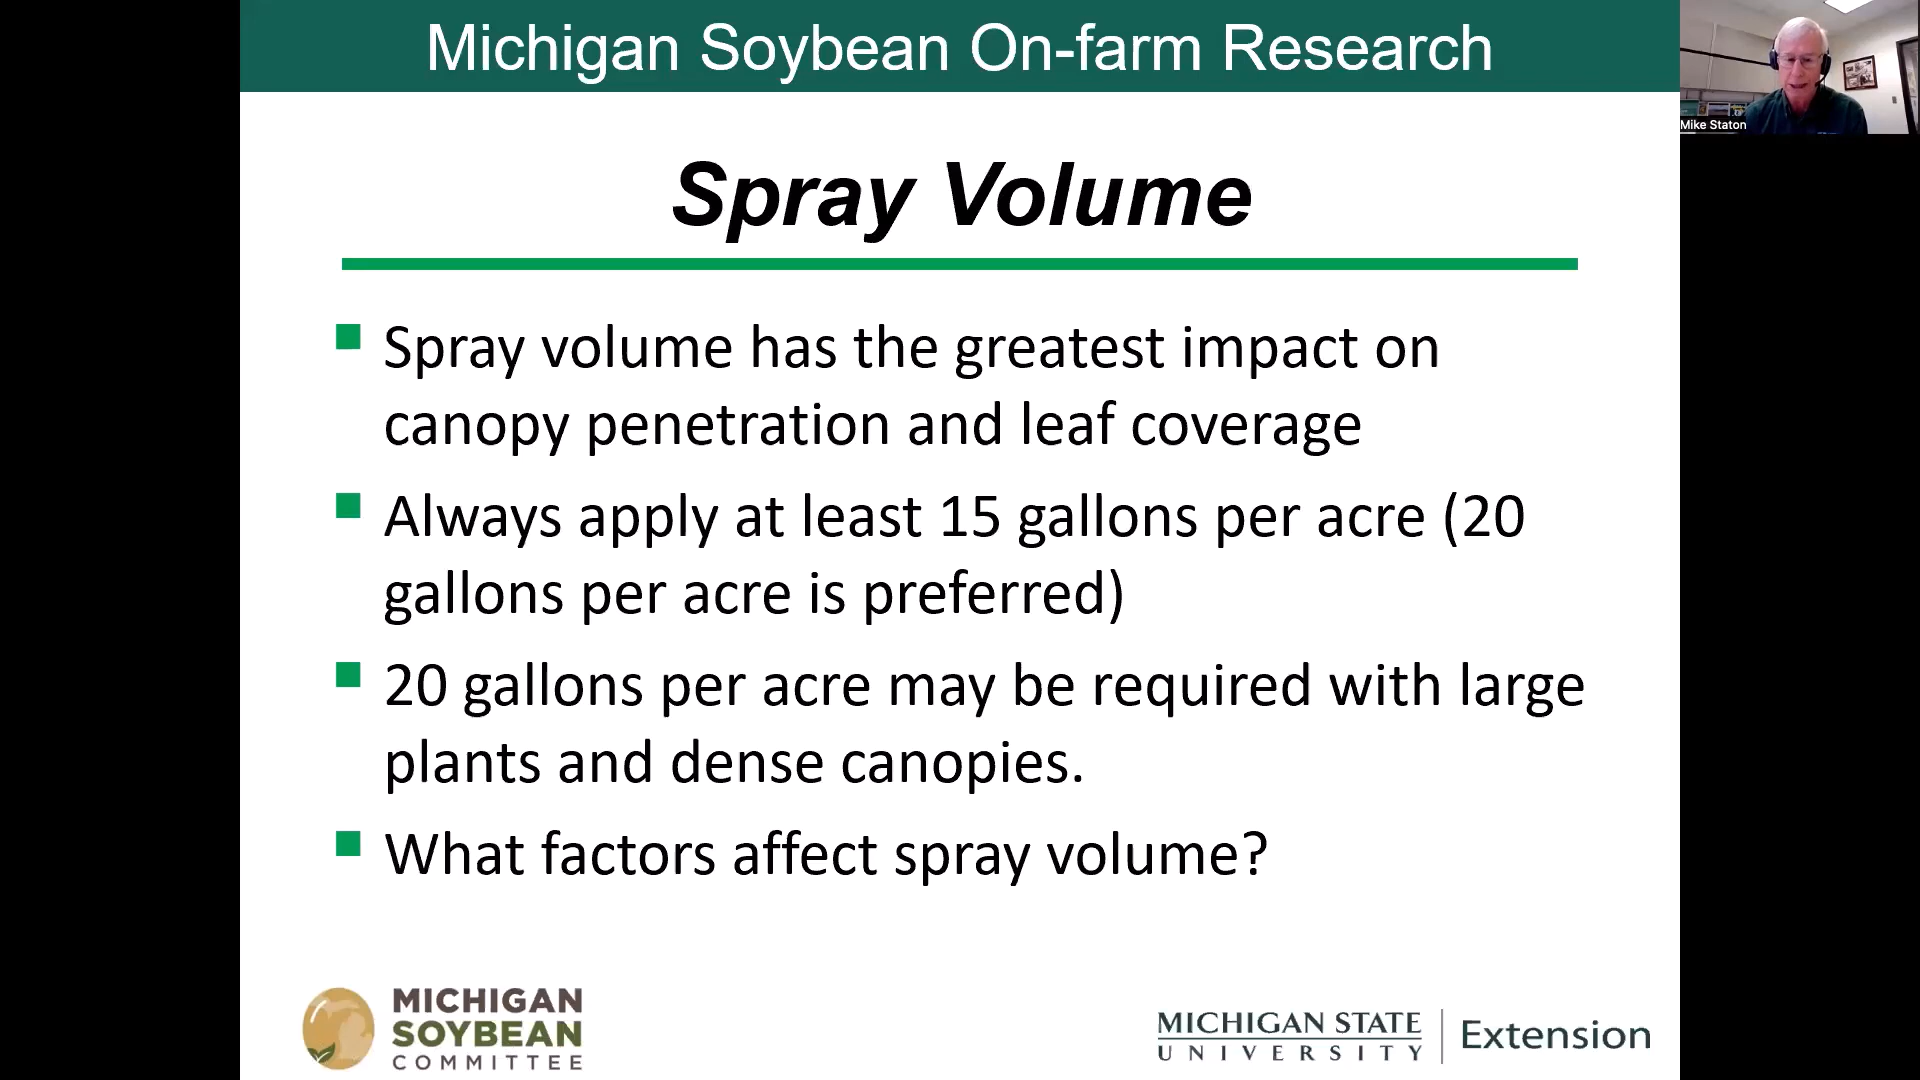 Michigan Soybean On-farm Research
Mike Staton
Spray Volume
Spray volume has the greatest impact on
canopy penetration and leaf coverage
Always apply at least 15 gallons per acre (20
gallons per acre is preferred)
20 gallons per acre may be required with large
plants and dense canopies.
What factors affect spray volume?
MICHIGAN
SOYBEAN
COMMITTEE
MICHIGAN STATE
UNIVERSITY
Extension